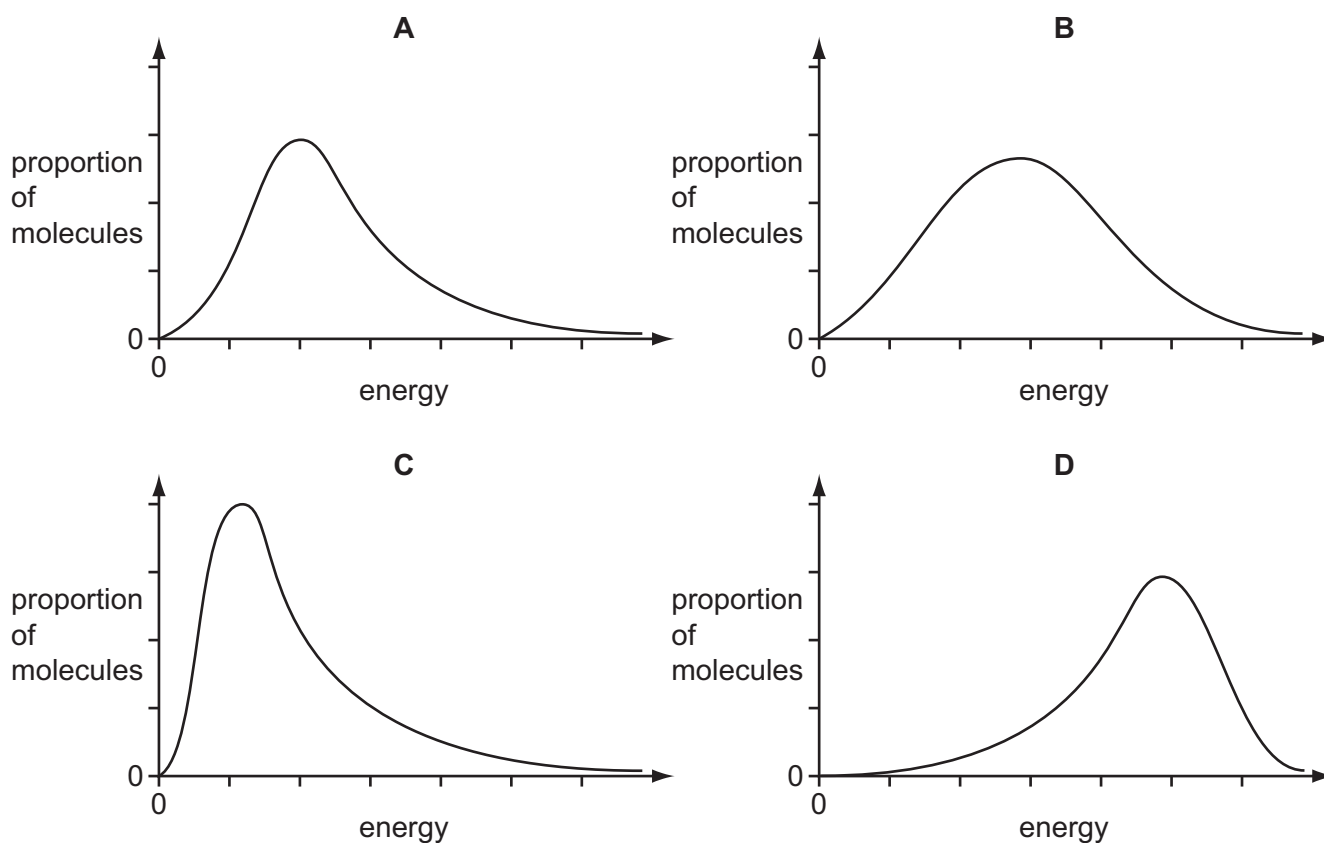 A
proportion
of
molecules
0
0
energy
B
proportion
of
molecules
0
0
energy
C
proportion
of
molecules
0
0
energy
D
proportion
of
molecules
0
0
energy